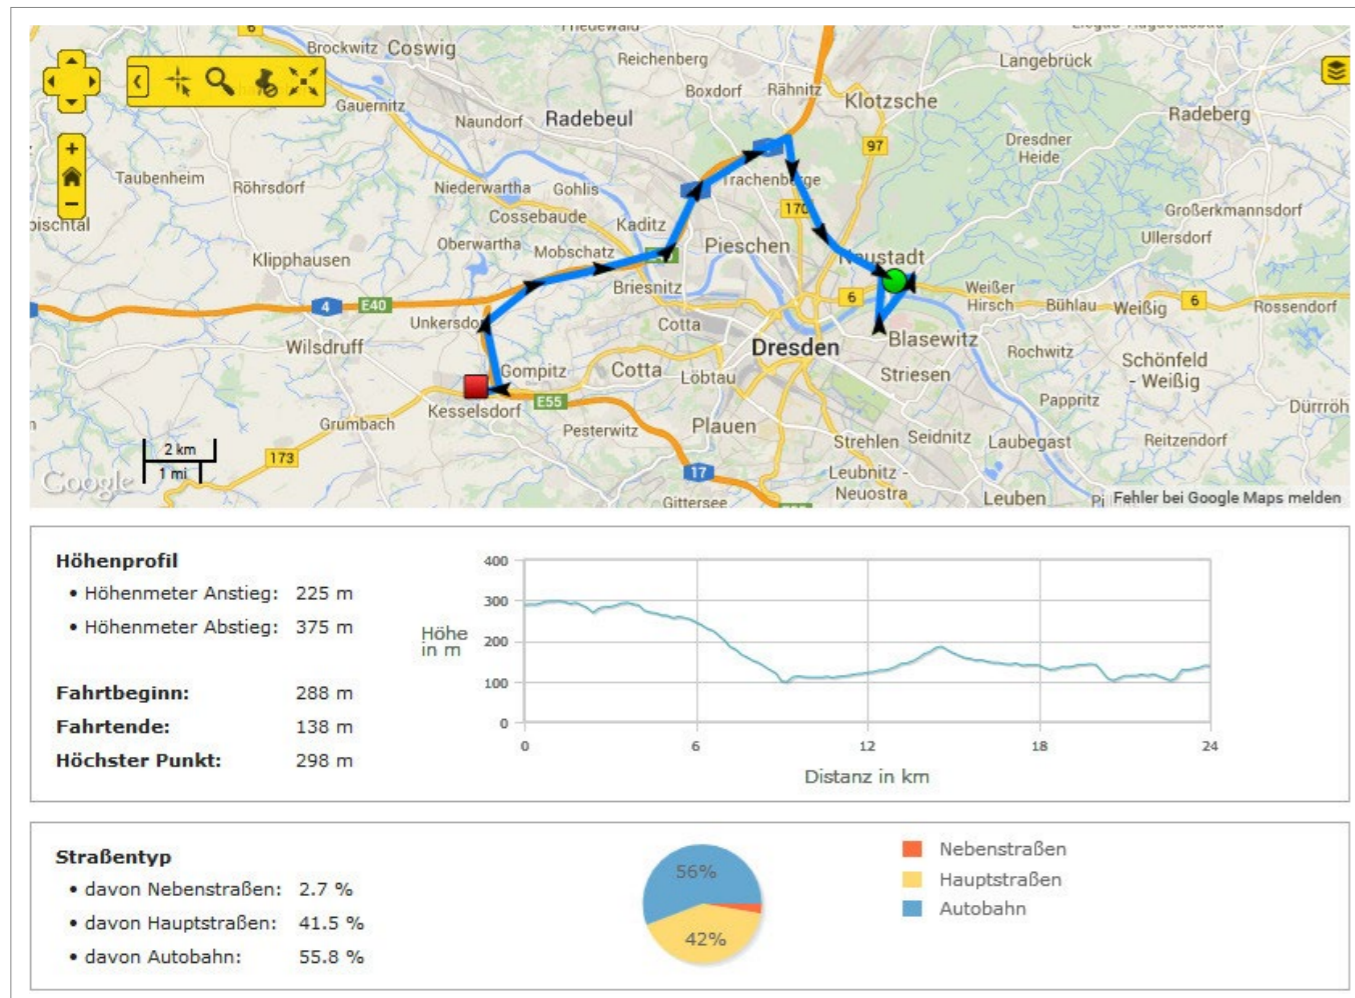 Friedewald
6
Brockwitz Coswig
Reichenberg
Langebrück
Boxdorf Rähnitz
Klotzsche
Gauernitz
Naundorf Radebeul
Radeberg
97
Dresdner
Heide
Taubenheim
Röhrsdorf
Niederwartha Gohlis
Trachenberge
Cossebaude
Kaditz
170
Großerkmannsdorf
Oberwartha
Mobschatz
Pieschen
Ullersdorf
Klipphausen
Neustadt
Briesnitz
6
Weißer
Hirsch
Bühlau Weißig
6
Rossendorf
4 E40
Unkersdorf
Cotta
Wilsdruff
Dresden
Blasewitz
Rochwitz
Schönfeld
- Weißig
Gompitz
Cotta
Löbtau
Striesen
Kesselsdorf
E55
Pappritz
Grumbach
Pesterwitz
Plauen
Strehlen Seidnitz Laubegast
Reitzendorf
2 km
1 mi
173
17
Leubnitz -
Neuostra
Google
Gittersee
Leuben
Fehler bei Google Maps melden
Höhenprofil
• Höhenmeter Anstieg: 225 m
• Höhenmeter Abstieg: 375 m
Fahrtbeginn: 288 m
Fahrtende: 138 m
Höchster Punkt: 298 m
Höhe
in m
400
300
200
100
0
0 6 12 18 24
Distanz in km
Straßentyp
• davon Nebenstraßen: 2.7 %
• davon Hauptstraßen: 41.5 %
• davon Autobahn: 55.8 %
56%
42%
Nebenstraßen
Hauptstraßen
Autobahn